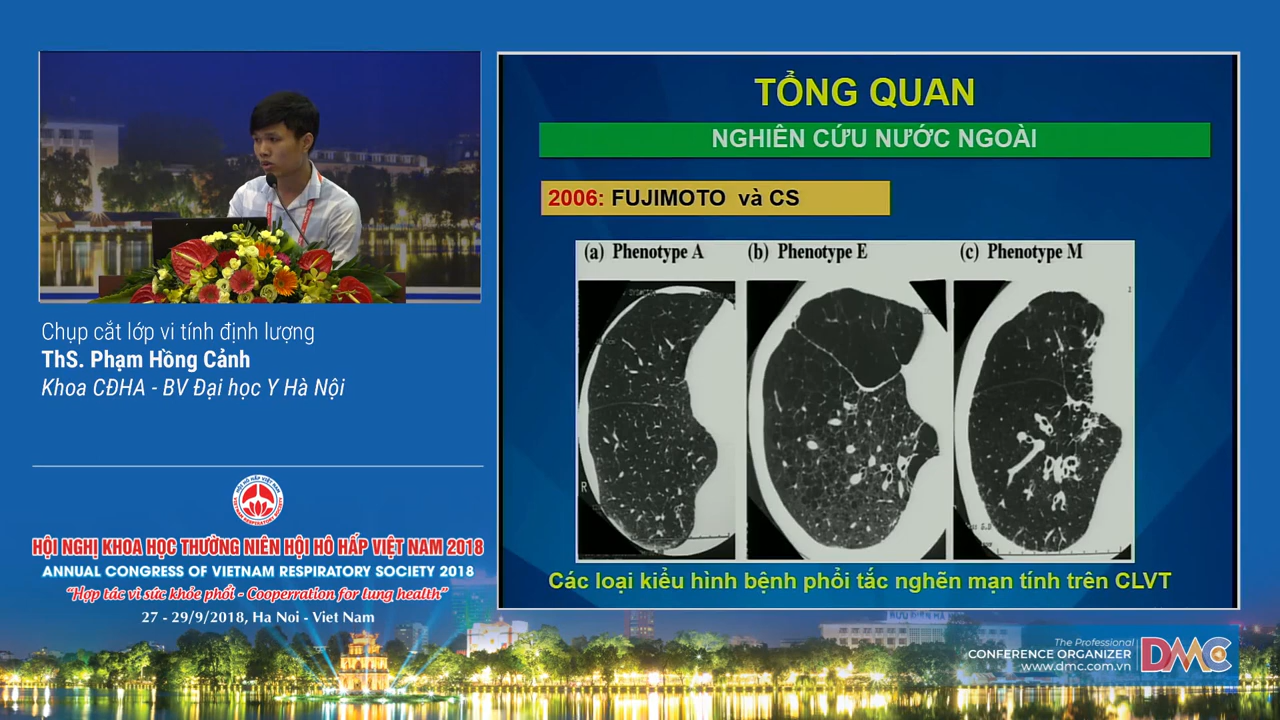 Chụp cắt lớp vi tính định lượng
ThS. Phạm Hồng Cảnh
Khoa CĐHA - BV Đại học Y Hà Nội
HỘI NGHỊ KHOA HỌC THƯỜNG NIÊN HỘI HÔ HẤP VIỆT NAM 2018
ANNUAL CONGRESS OF VIETNAM RESPIRATORY SOCIETY 2018
“Hợp tác vì sức khỏe phổi - Cooperration for lung health”
27 - 29/9/2018, Ha Noi - Viet Nam
TỔNG QUAN
NGHIÊN CỨU NƯỚC NGOÀI
2006: FUJIMOTO và CS
(a) Phenotype A
(b) Phenotype E
(c) Phenotype M
R
Các loại kiểu hình bệnh phổi tắc nghẽn mạn tính trên CLVT
The Professional
CONFERENCE ORGANIZER
www.dmc.com.vn
DMC